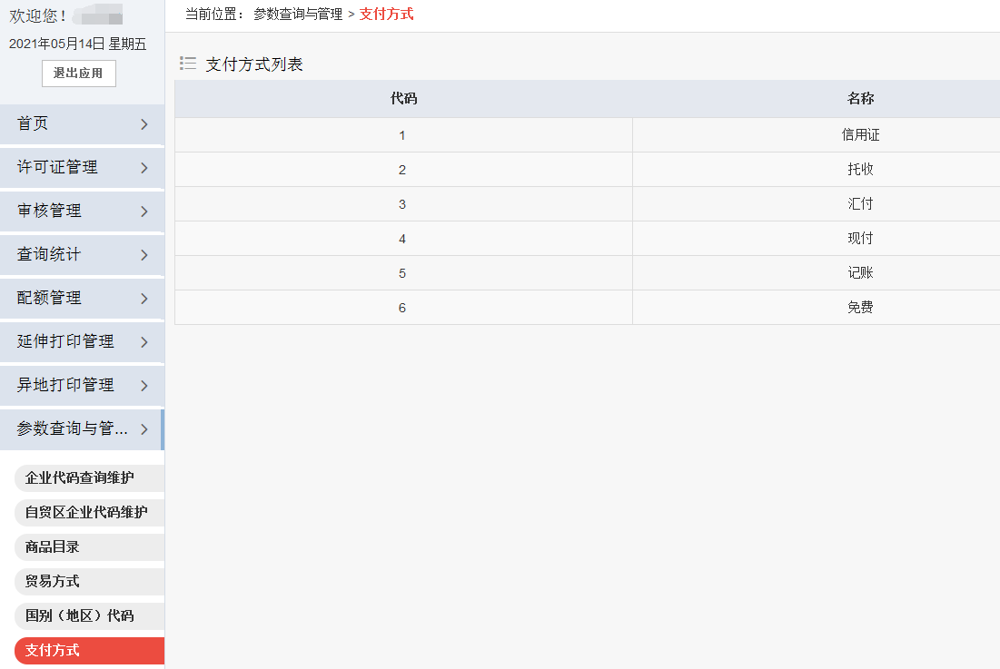 欢迎您！
2021年05月14日 星期五
退出应用
首页
许可证管理
审核管理
查询统计
配额管理
延伸打印管理
异地打印管理
参数查询与管...
企业代码查询维护
自贸区企业代码维护
商品目录
贸易方式
国别（地区）代码
支付方式
当前位置： 参数查询与管理 > 支付方式
支付方式列表
代码 名称
1 信用证
2 托收
3 汇付
4 现付
5 记账
6 免费